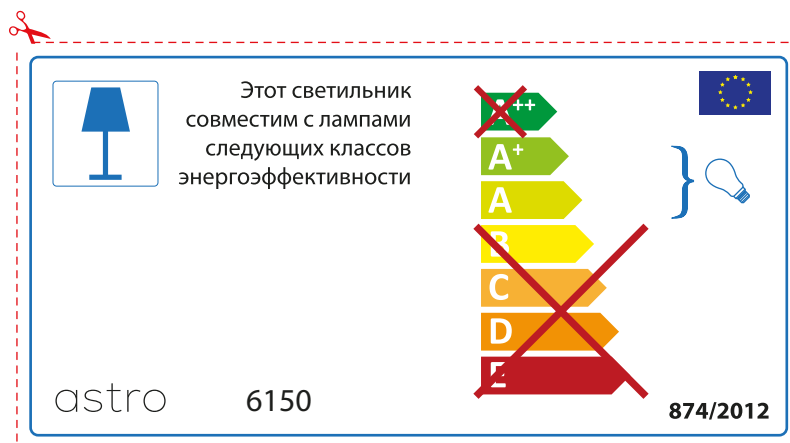 Этот светильник
совместим с лампами
следующих классов
энергоэффективности
A++
A+
A
B
C
D
E
astro
6150
874/2012